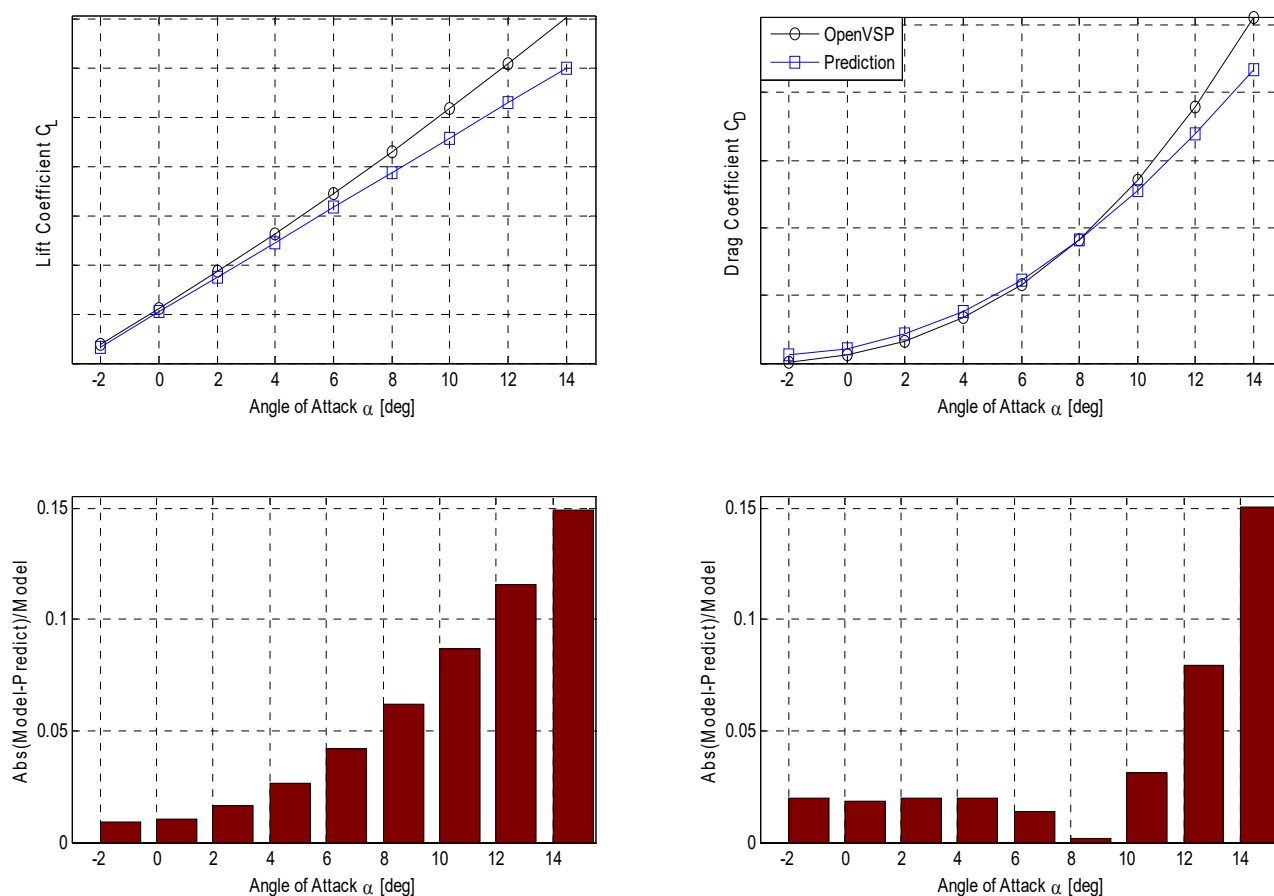 Lift Coefficient C_L
-2 0 2 4 6 8 10 12 14
Angle of Attack α [deg]
OpenVSP
Prediction
Drag Coefficient C_D
-2 0 2 4 6 8 10 12 14
Angle of Attack α [deg]
Abs(Model-Predict)/Model
0.15
0.1
0.05
0
-2 0 2 4 6 8 10 12 14
Angle of Attack α [deg]
Abs(Model-Predict)/Model
0.15
0.1
0.05
0
-2 0 2 4 6 8 10 12 14
Angle of Attack α [deg]